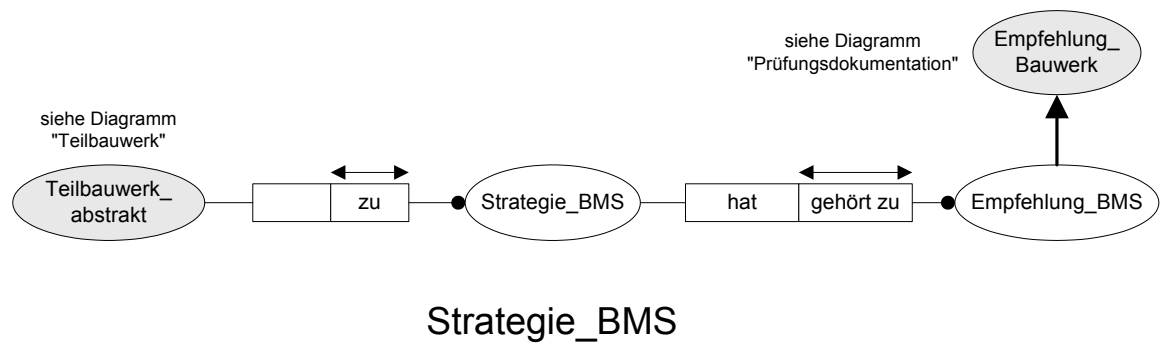 siehe Diagramm
"Prüfungsdokumentation"
Empfehlung_
Bauwerk
siehe Diagramm
"Teilbauwerk"
Teilbauwerk_
abstrakt
zu
Strategie_BMS
hat
gehört zu
Empfehlung_BMS
Strategie_BMS